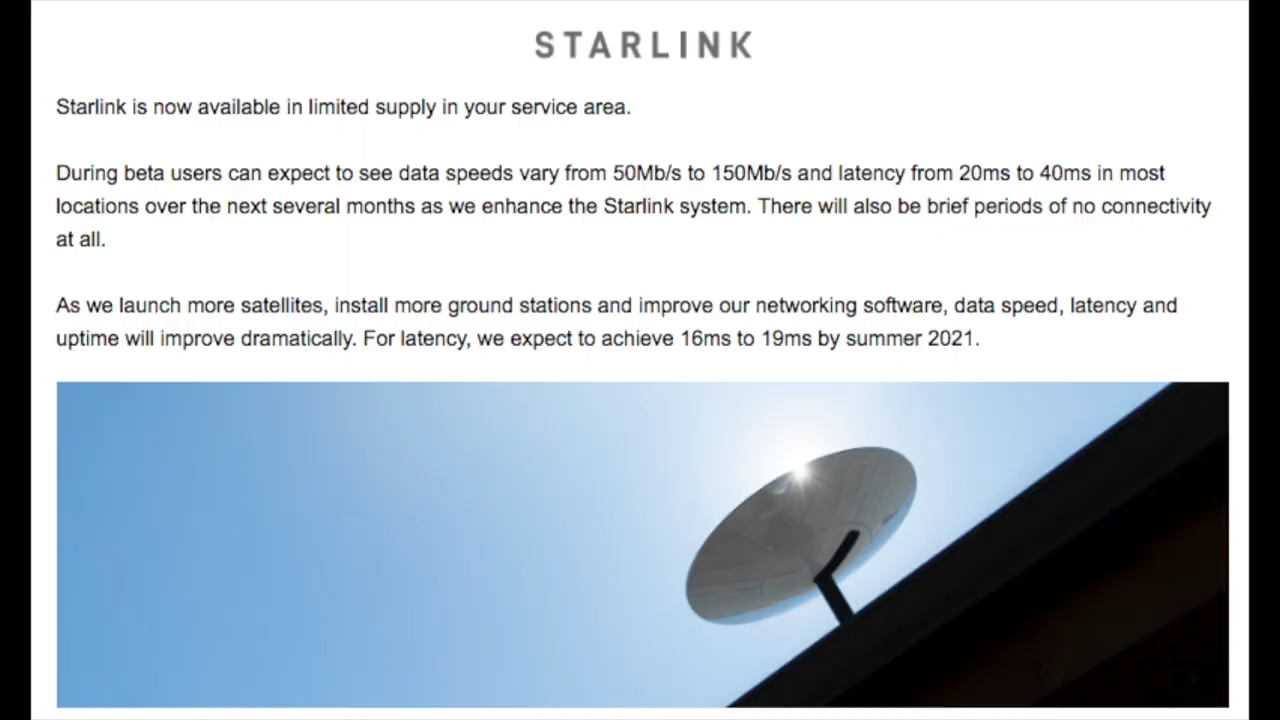 STARLINK
Starlink is now available in limited supply in your service area.
During beta users can expect to see data speeds vary from 50Mb/s to 150Mb/s and latency from 20ms to 40ms in most
locations over the next several months as we enhance the Starlink system. There will also be brief periods of no connectivity
at all.
As we launch more satellites, install more ground stations and improve our networking software, data speed, latency and
uptime will improve dramatically. For latency, we expect to achieve 16ms to 19ms by summer 2021.